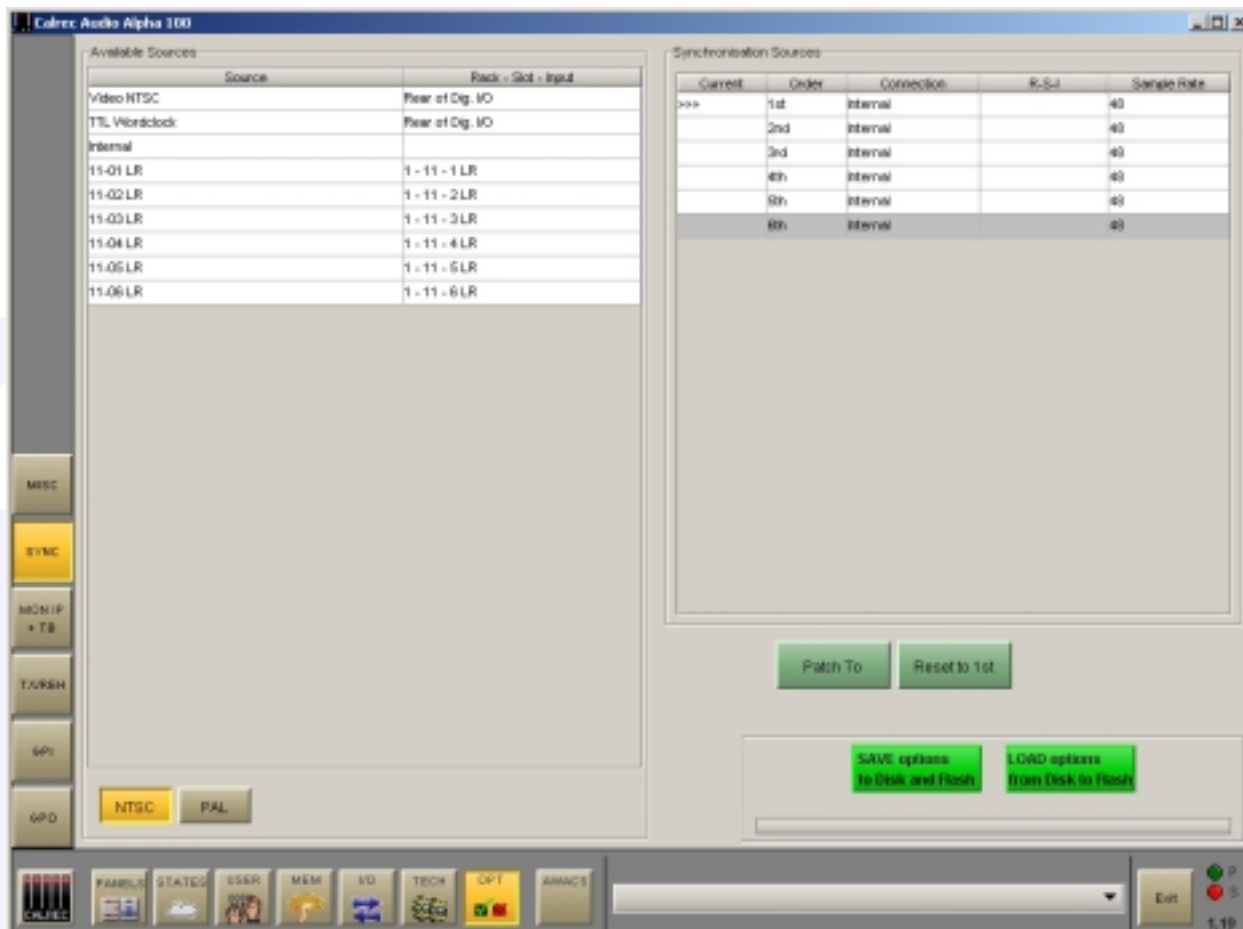 Calrec Audio Alpha 100
Available Sources
Source Rack - Slot - Input
Video NTSC Rear of Dig. I/O
TTL Wordclock Rear of Dig. I/O
Internal
11-01 LR 1 - 11 - 1 LR
11-02 LR 1 - 11 - 2 LR
11-03 LR 1 - 11 - 3 LR
11-04 LR 1 - 11 - 4 LR
11-05 LR 1 - 11 - 5 LR
11-06 LR 1 - 11 - 6 LR
NTSC PAL
Synchronisation Sources
Current Order Connection R-S-I Sample Rate
>>> 1st Internal 48
2nd Internal 48
3rd Internal 48
4th Internal 48
5th Internal 48
6th Internal 48
Patch To Reset to 1st
SAVE options
to Disk and Flash
LOAD options
from Disk to Flash
MISC
SYNC
MON IP
+ TB
TX/REH
GPI
GPO
CALREC PANELS STATES USER MEM I/O TECH OPT AWACS Exit
P
S
1.19